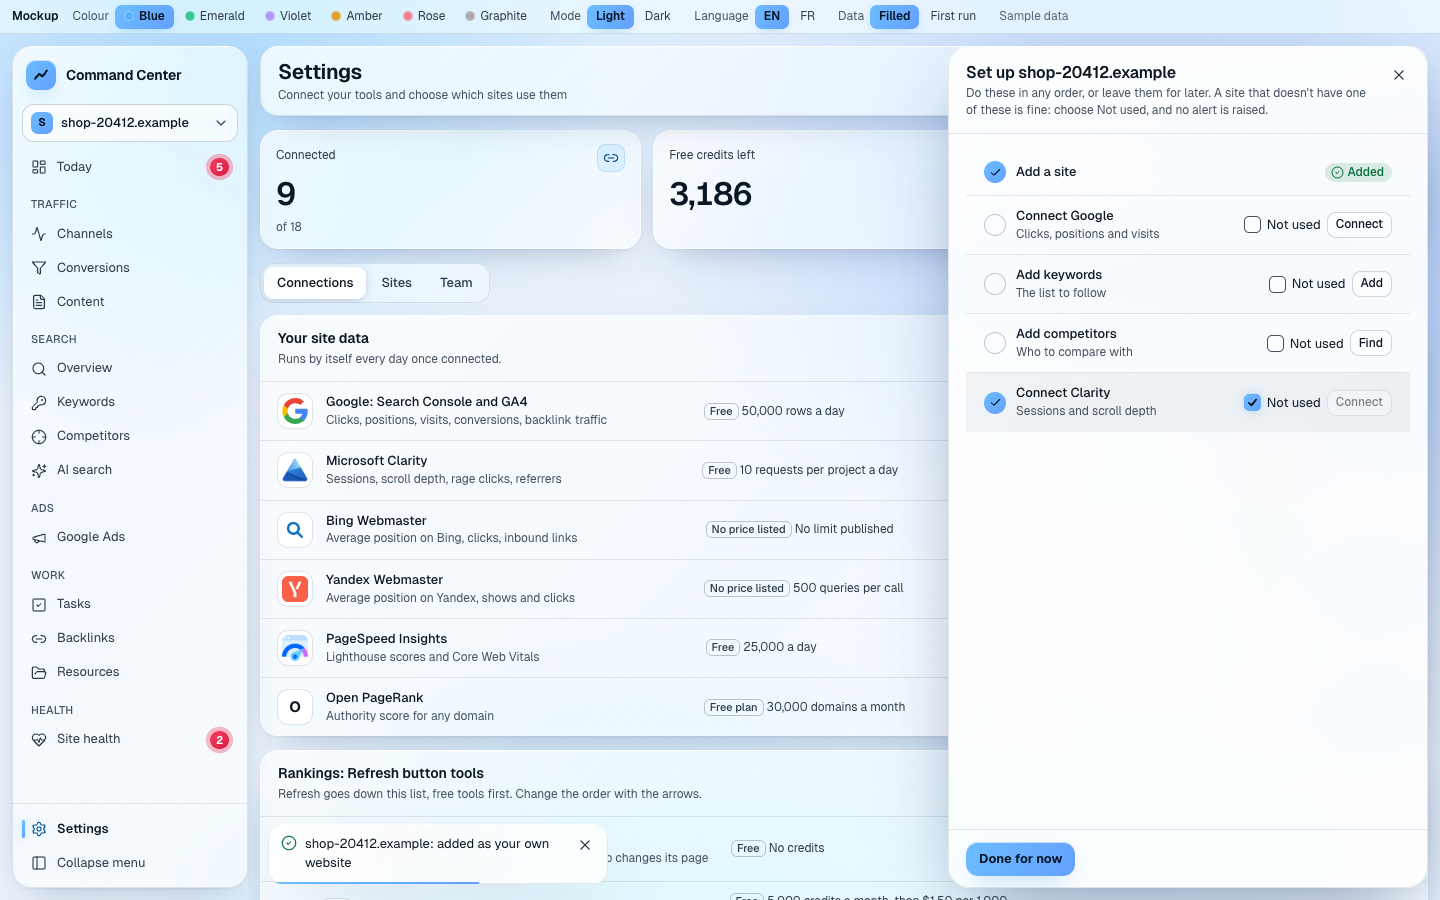 Mockup Colour Blue Emerald Violet Amber Rose Graphite Mode Light Dark Language EN FR Data Filled First run Sample data
Command Center
S shop-20412.example
Today 5
TRAFFIC
Channels
Conversions
Content
SEARCH
Overview
Keywords
Competitors
AI search
ADS
Google Ads
WORK
Tasks
Backlinks
Resources
HEALTH
Site health 2
Settings
Collapse menu
Settings
Connect your tools and choose which sites use them
Connected
9
of 18
Free credits left
3,186
Connections Sites Team
Your site data
Runs by itself every day once connected.
Google: Search Console and GA4
Clicks, positions, visits, conversions, backlink traffic
Free 50,000 rows a day
Microsoft Clarity
Sessions, scroll depth, rage clicks, referrers
Free 10 requests per project a day
Bing Webmaster
Average position on Bing, clicks, inbound links
No price listed No limit published
Yandex Webmaster
Average position on Yandex, shows and clicks
No price listed 500 queries per call
PageSpeed Insights
Lighthouse scores and Core Web Vitals
Free 25,000 a day
O
Open PageRank
Authority score for any domain
Free plan 30,000 domains a month
Rankings: Refresh button tools
Refresh goes down this list, free tools first. Change the order with the arrows.
changes its page
Free No credits
Free 5,000 credits a month, then $1.50 per 1,000
shop-20412.example: added as your own
website
Set up shop-20412.example
Do these in any order, or leave them for later. A site that doesn't have one
of these is fine: choose Not used, and no alert is raised.
Add a site
Added
Connect Google
Clicks, positions and visits
Not used Connect
Add keywords
The list to follow
Not used Add
Add competitors
Who to compare with
Not used Find
Connect Clarity
Sessions and scroll depth
Not used Connect
Done for now